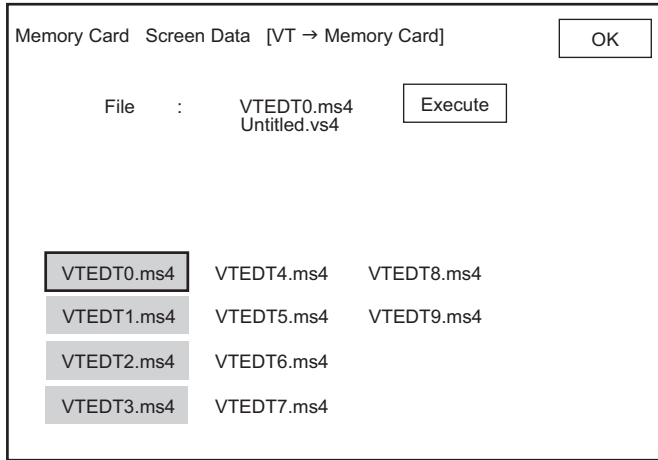 Memory Card Screen Data [VT → Memory Card] OK
File : VTEDT0.ms4 Execute
Untitled.vs4
VTEDT0.ms4 VTEDT4.ms4 VTEDT8.ms4
VTEDT1.ms4 VTEDT5.ms4 VTEDT9.ms4
VTEDT2.ms4 VTEDT6.ms4
VTEDT3.ms4 VTEDT7.ms4